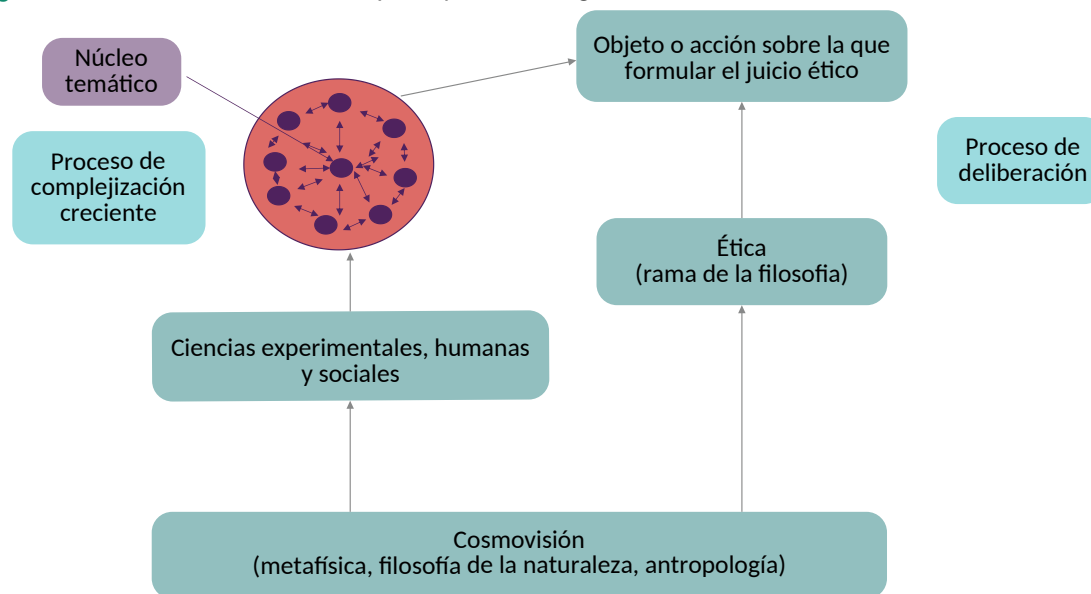 Núcleo
temático
Objeto o acción sobre la que
formular el juicio ético
Proceso de
complejización
creciente
Proceso de
deliberación
Ética
(rama de la filosofia)
Ciencias experimentales, humanas
y sociales
Cosmovisión
(metafísica, filosofía de la naturaleza, antropología)